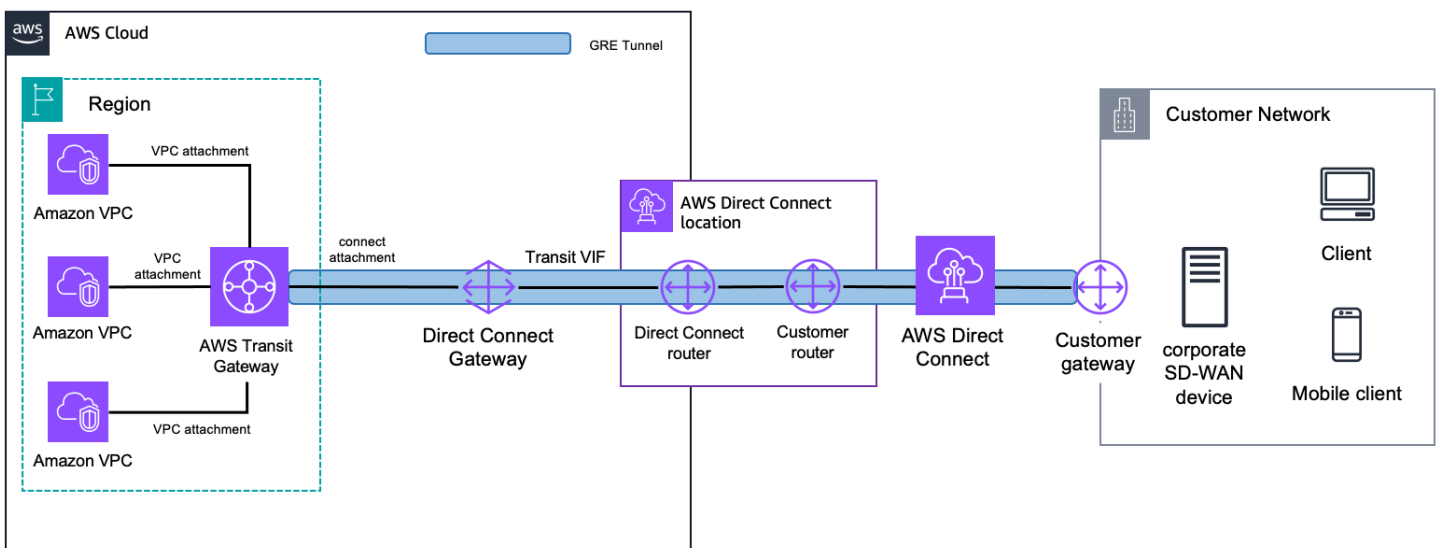 aws
AWS Cloud
GRE Tunnel
Region
VPC attachment
Amazon VPC
VPC
attachment
Amazon VPC
AWS Transit
Gateway
VPC attachment
Amazon VPC
connect
attachment
Direct Connect
Gateway
Transit VIF
AWS Direct Connect
location
Direct Connect
router
Customer
router
AWS Direct
Connect
Customer
gateway
Customer Network
corporate
SD-WAN
device
Client
Mobile client